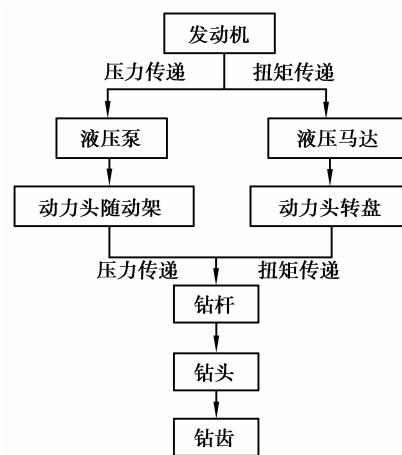 发动机
压力传递 扭矩传递
液压泵 液压马达
动力头随动架 动力头转盘
压力传递 扭矩传递
钻杆
钻头
钻齿